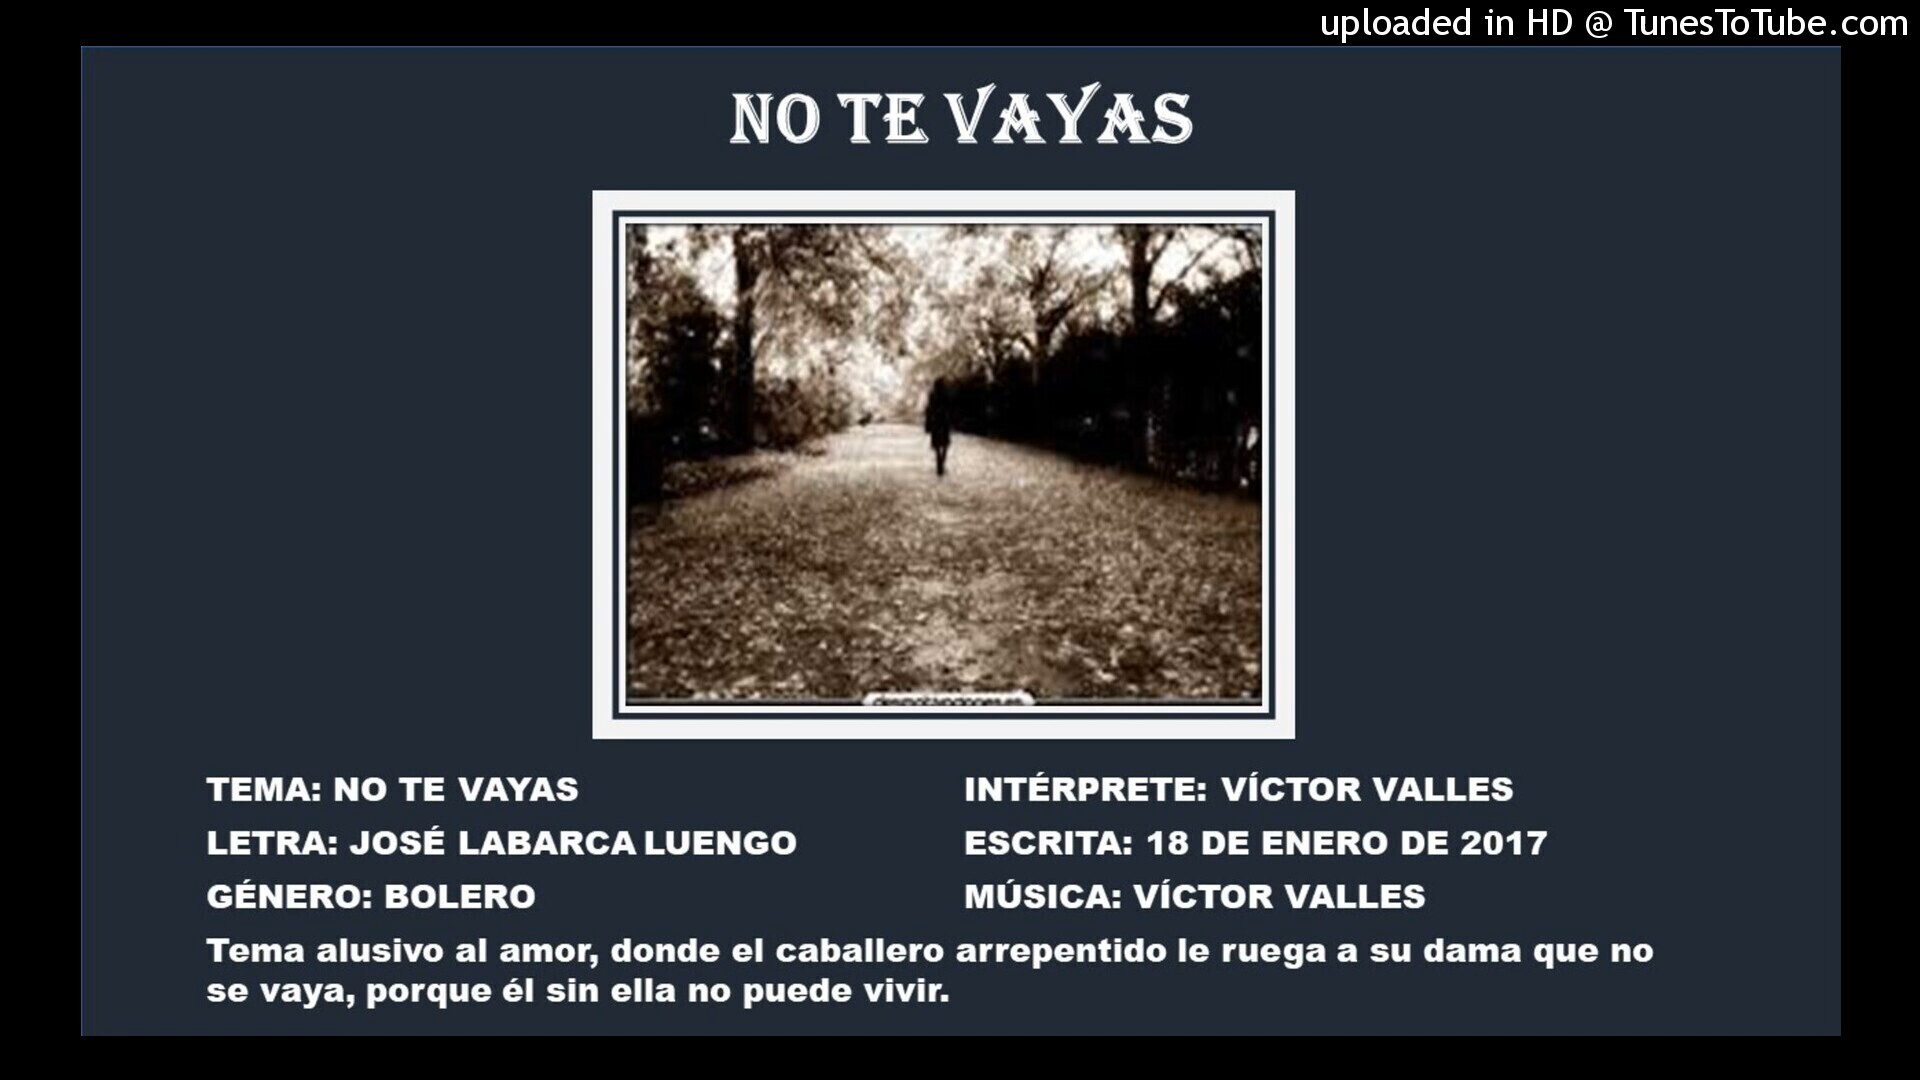 uploaded in HD @ TunesToTube.com
NO TE VAYAS
TEMA: NO TE VAYAS
LETRA: JOSÉ LABARCA LUENGO
GÉNERO: BOLERO
INTÉRPRETE: VÍCTOR VALLES
ESCRITA: 18 DE ENERO DE 2017
MÚSICA: VÍCTOR VALLES
Tema alusivo al amor, donde el caballero arrepentido le ruega a su dama que no
se vaya, porque él sin ella no puede vivir.